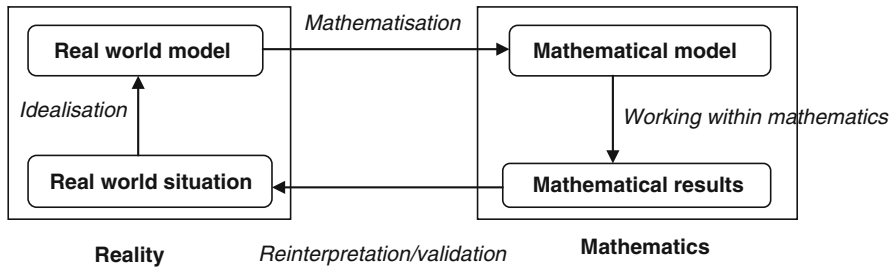 Mathematisation
Real world model
Mathematical model
Idealisation
Working within mathematics
Real world situation
Mathematical results
Reality
Reinterpretation/validation
Mathematics